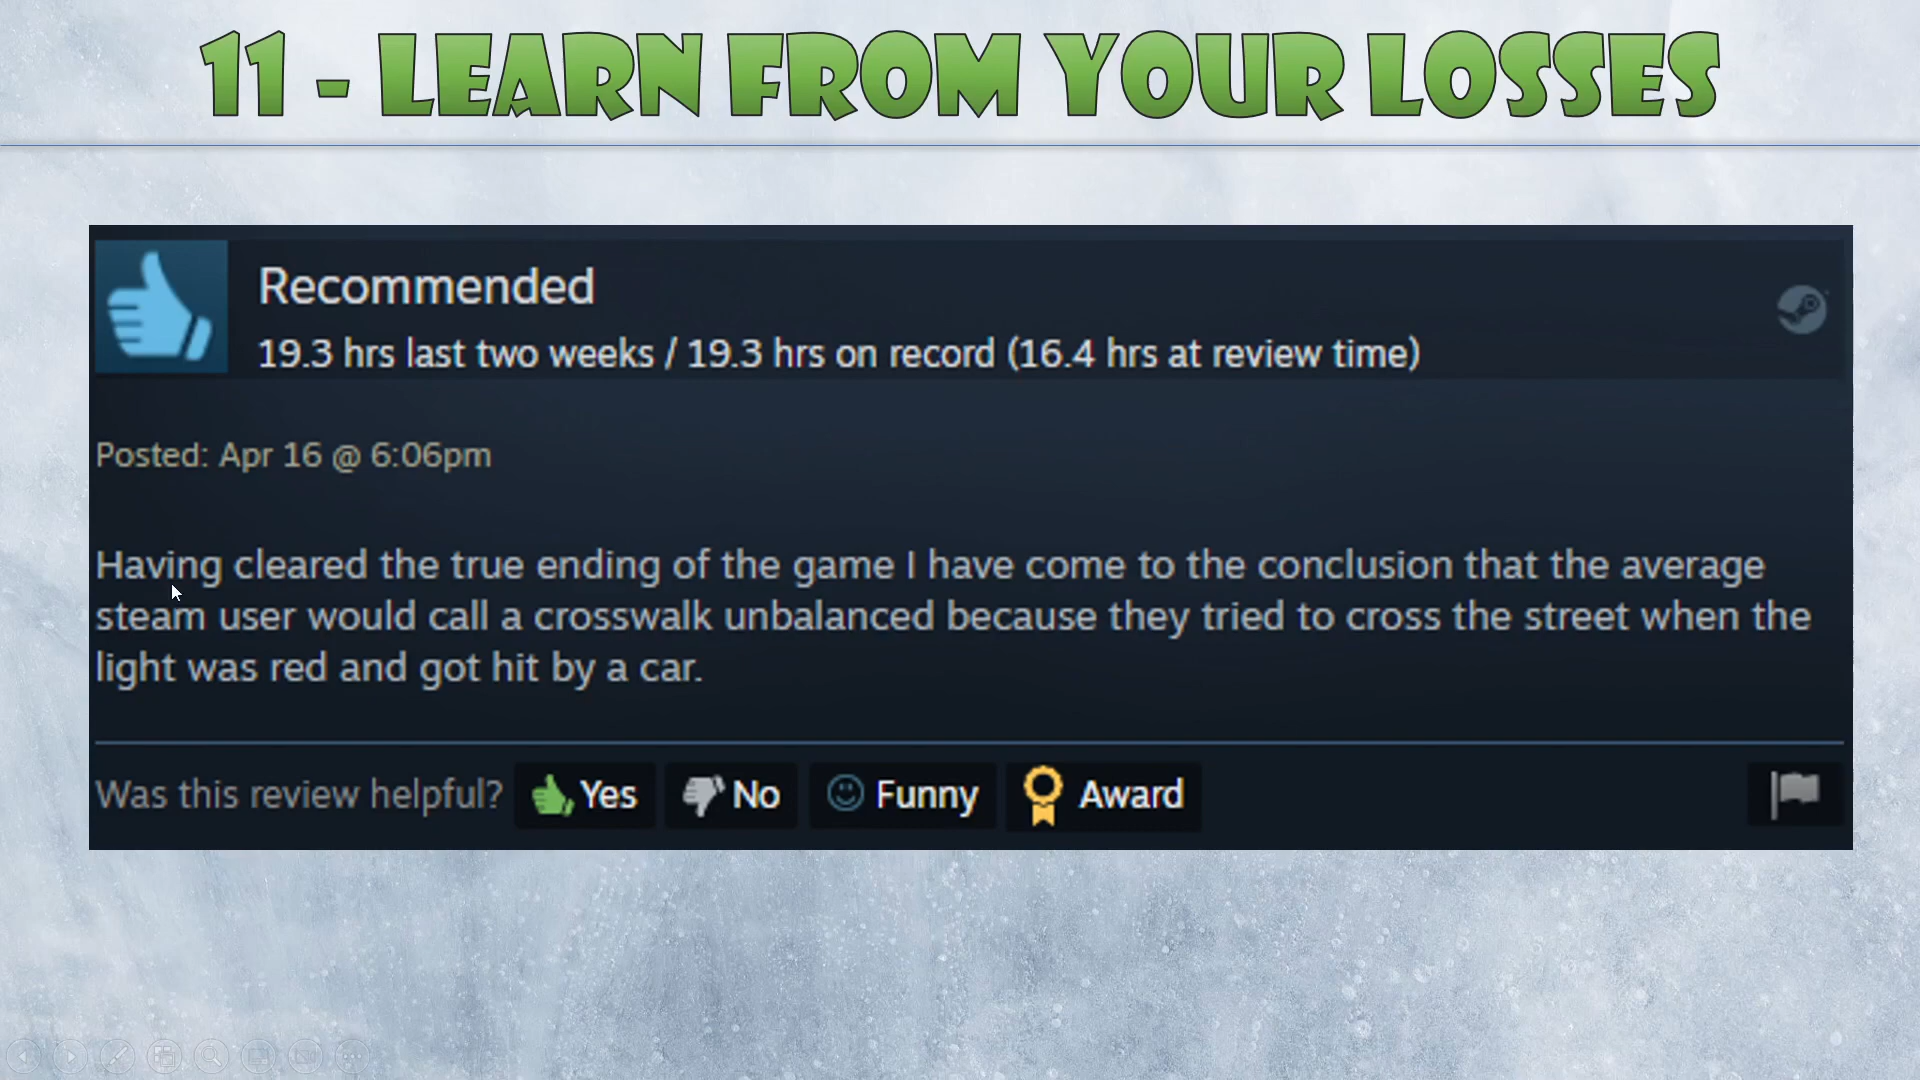 11 - LEARN FROM YOUR LOSSES
Recommended
19.3 hrs last two weeks / 19.3 hrs on record (16.4 hrs at review time)
Posted: Apr 16 @ 6:06pm
Having cleared the true ending of the game I have come to the conclusion that the average
steam user would call a crosswalk unbalanced because they tried to cross the street when the
light was red and got hit by a car.
Was this review helpful? Yes No Funny Award